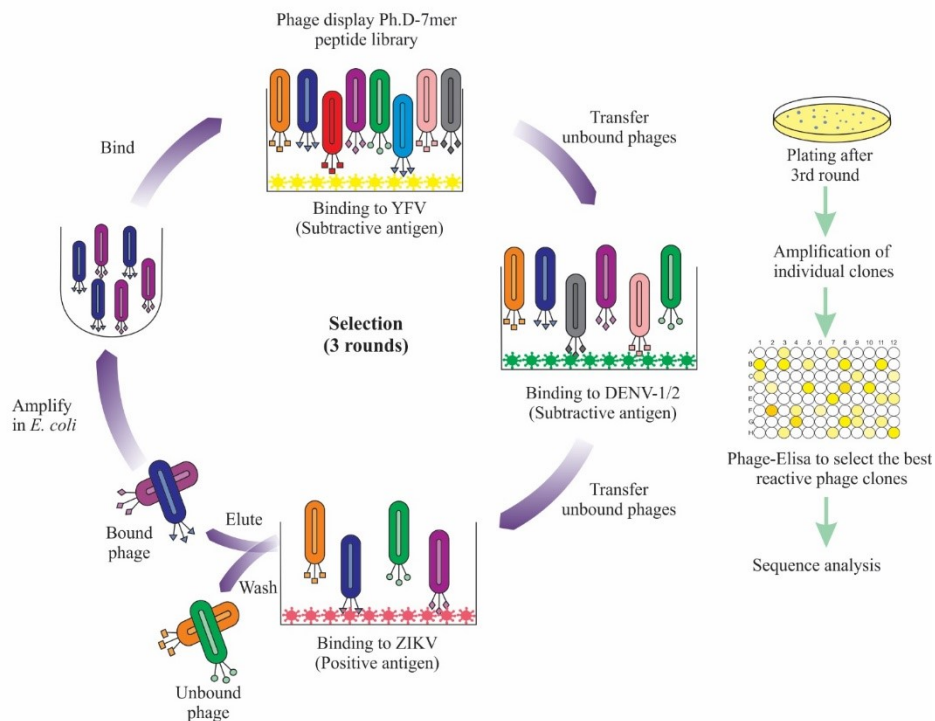 Phage display Ph.D-7mer
peptide library
Bind
Transfer
unbound phages
Binding to YFV
(Subtractive antigen)
Selection
(3 rounds)
Binding to DENV-1/2
(Subtractive antigen)
Transfer
unbound phages
Binding to ZIKV
(Positive antigen)
Elute
Wash
Bound
phage
Unbound
phage
Amplify
in E. coli
Plating after
3rd round
Amplification of
individual clones
1 2 3 4 5 6 7 8 9 10 11 12
A
B
C
D
E
F
G
H
Phage-Elisa to select the best
reactive phage clones
Sequence analysis